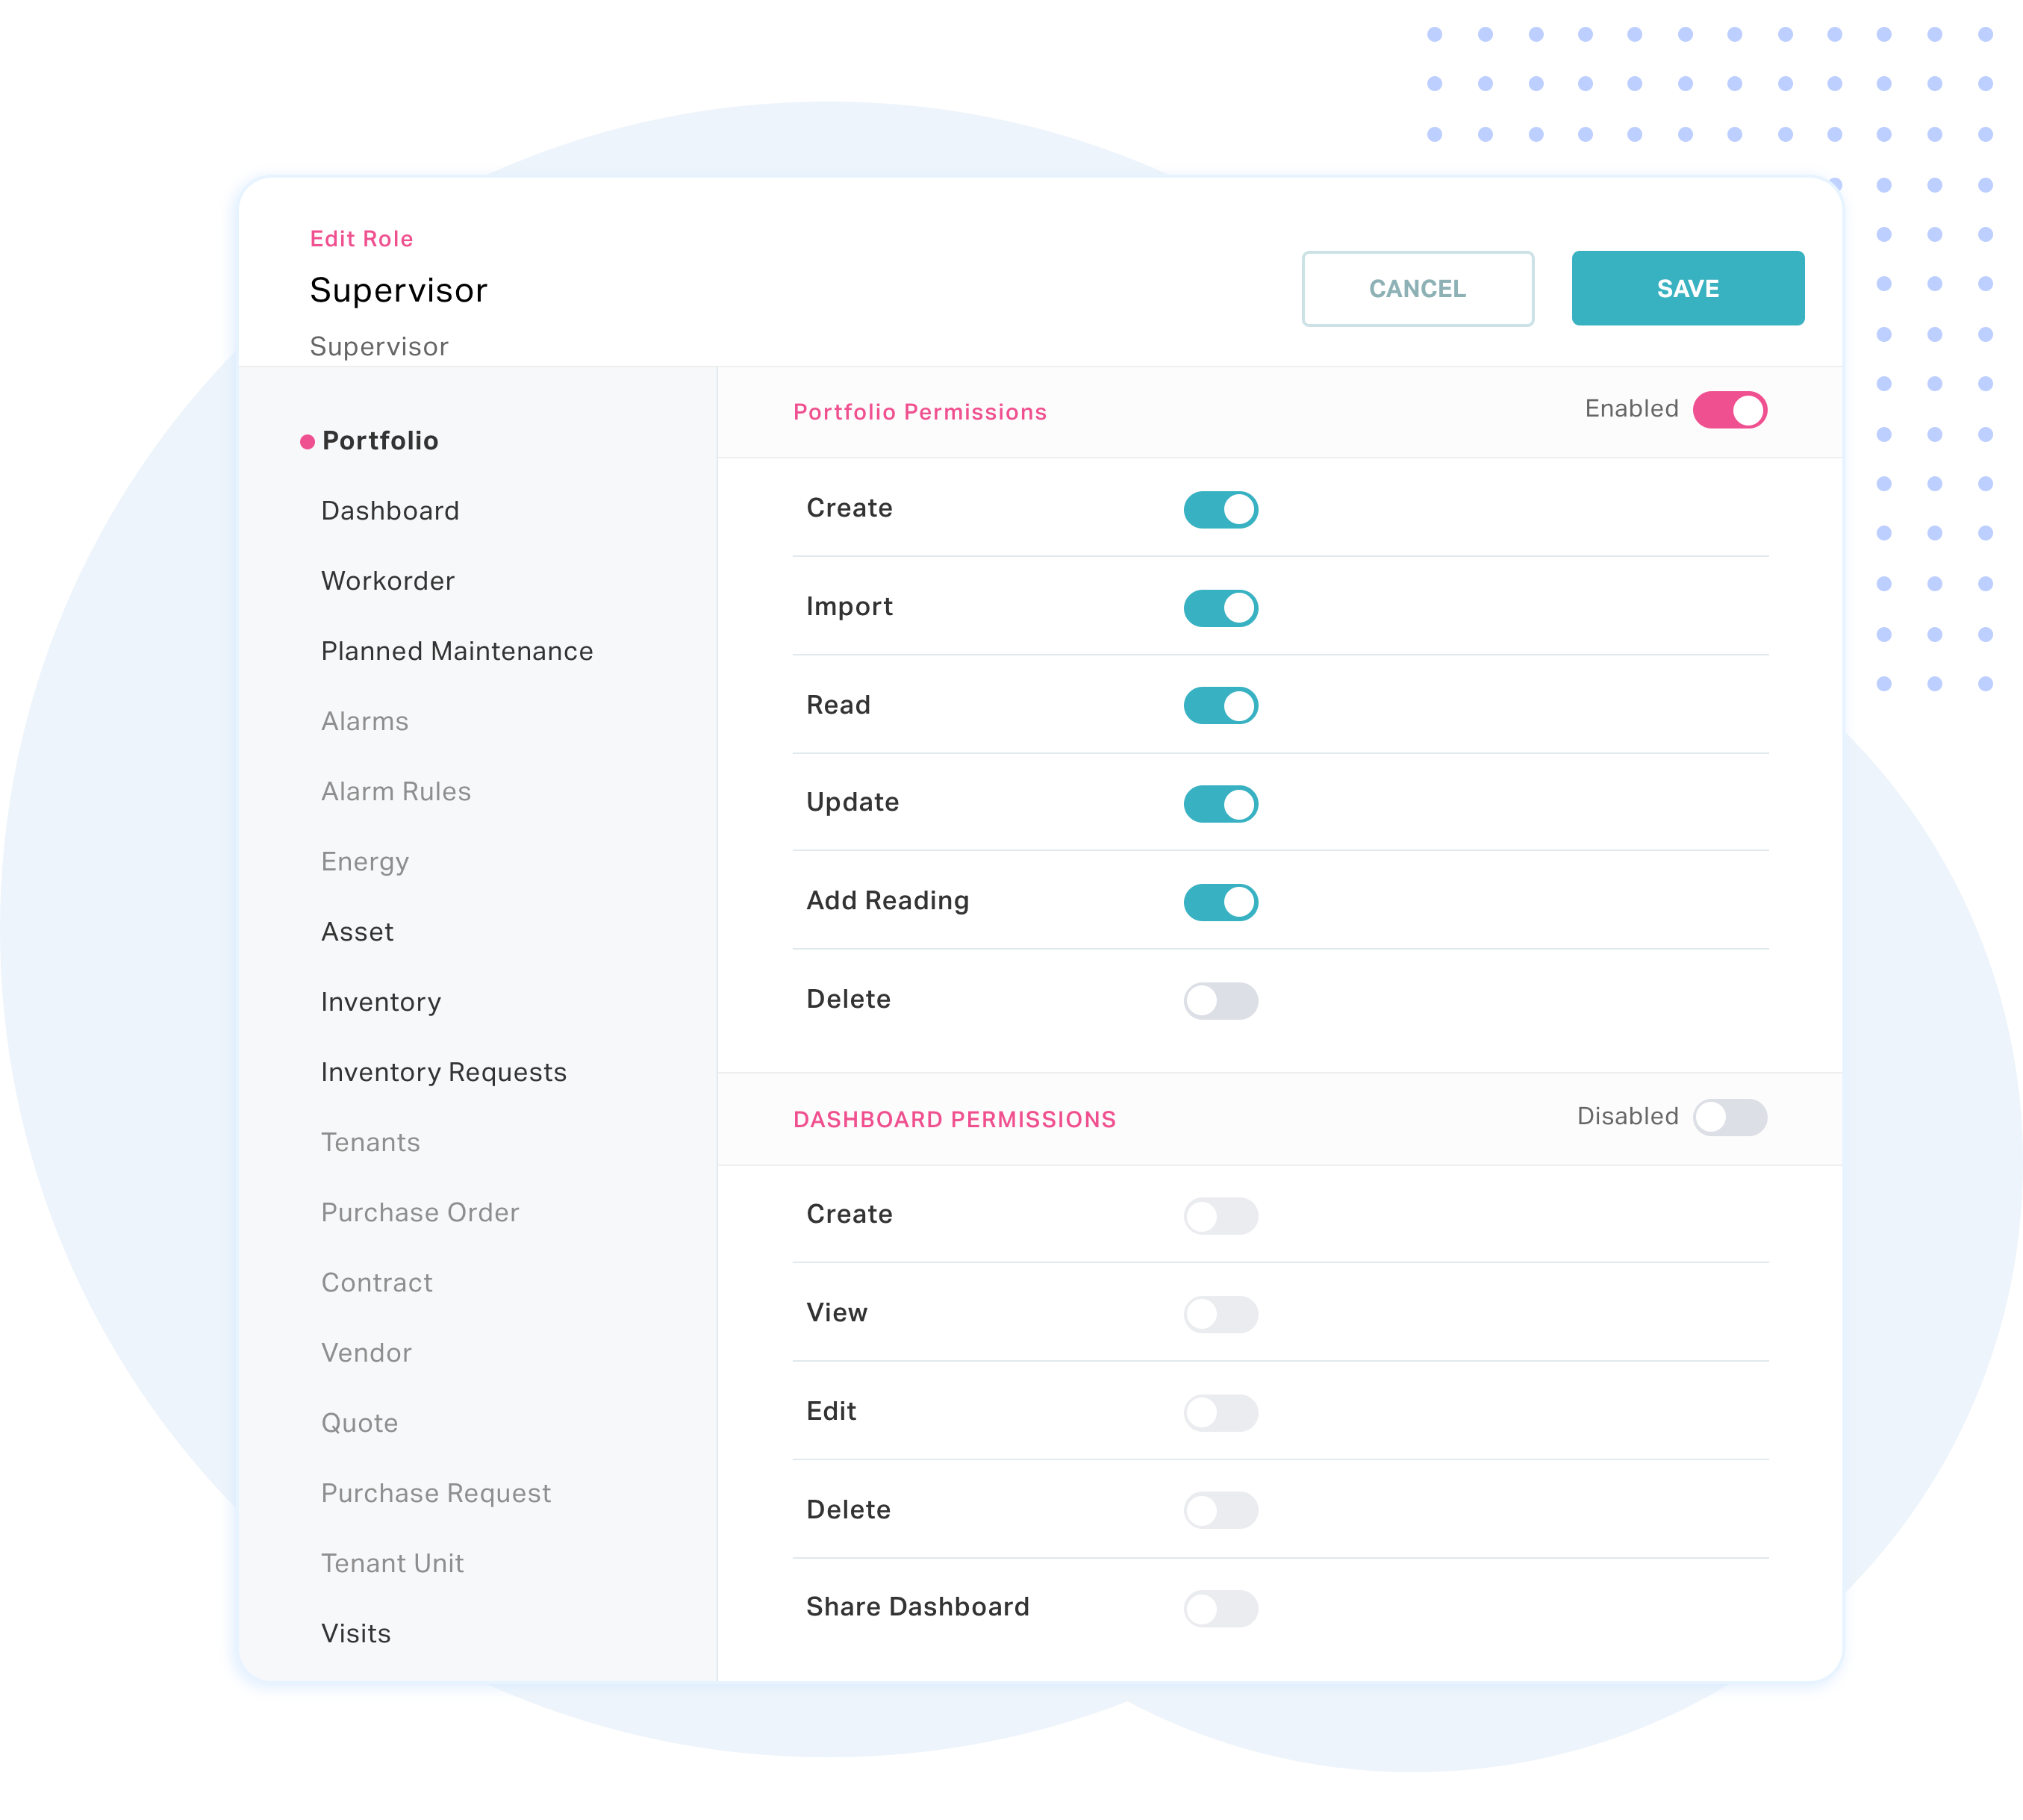 Edit Role
Supervisor
Supervisor
CANCEL
SAVE
Portfolio
Dashboard
Workorder
Planned Maintenance
Alarms
Alarm Rules
Energy
Asset
Inventory
Inventory Requests
Tenants
Purchase Order
Contract
Vendor
Quote
Purchase Request
Tenant Unit
Visits
Portfolio Permissions
Enabled
Create
Import
Read
Update
Add Reading
Delete
DASHBOARD PERMISSIONS
Disabled
Create
View
Edit
Delete
Share Dashboard